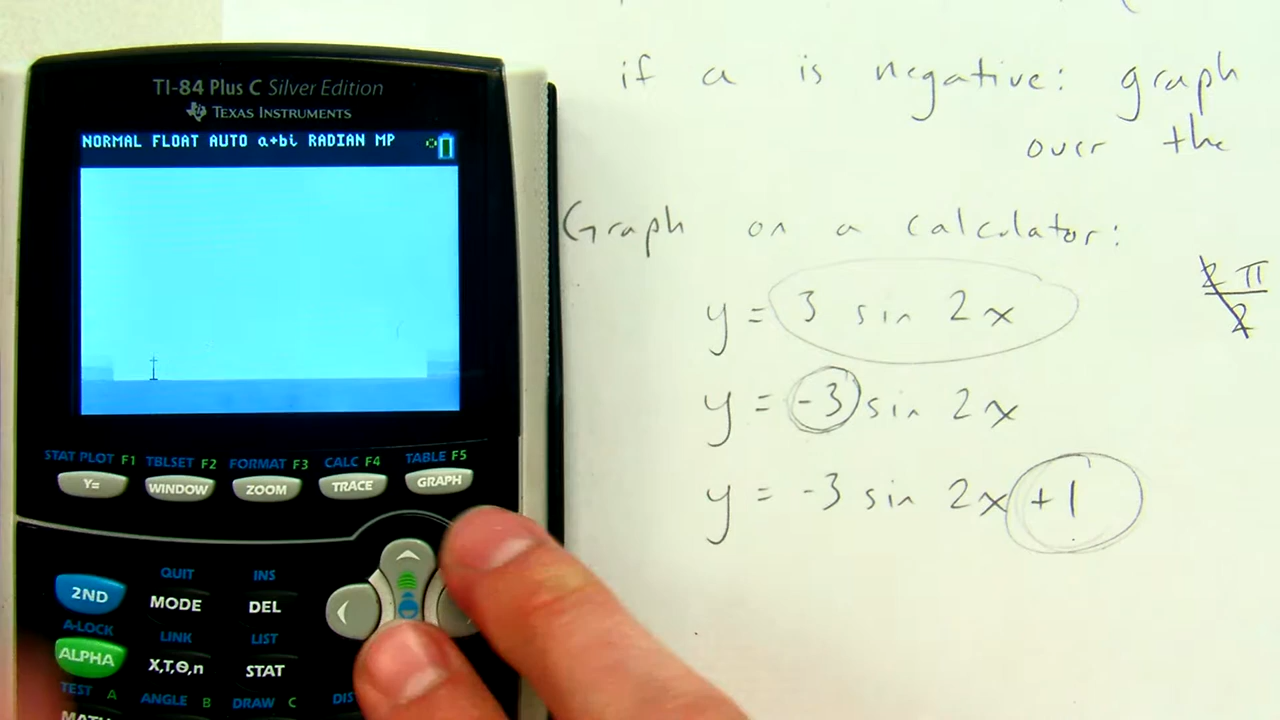 if a is negative: graph
over the
TI-84 Plus C Silver Edition
TEXAS INSTRUMENTS
NORMAL FLOAT AUTO a+bi RADIAN MP
Graph on a calculator:
y = 3 sin 2x
2π
2
y = -3 sin 2x
y = -3 sin 2x +1
STAT PLOT F1 TBLSET F2 FORMAT F3 CALC F4 TABLE F5
Y= WINDOW ZOOM TRACE GRAPH
QUIT INS
2ND MODE DEL
A-LOCK LINK LIST
ALPHA X,T,θ,n STAT
TEST A ANGLE B DRAW C
MATH